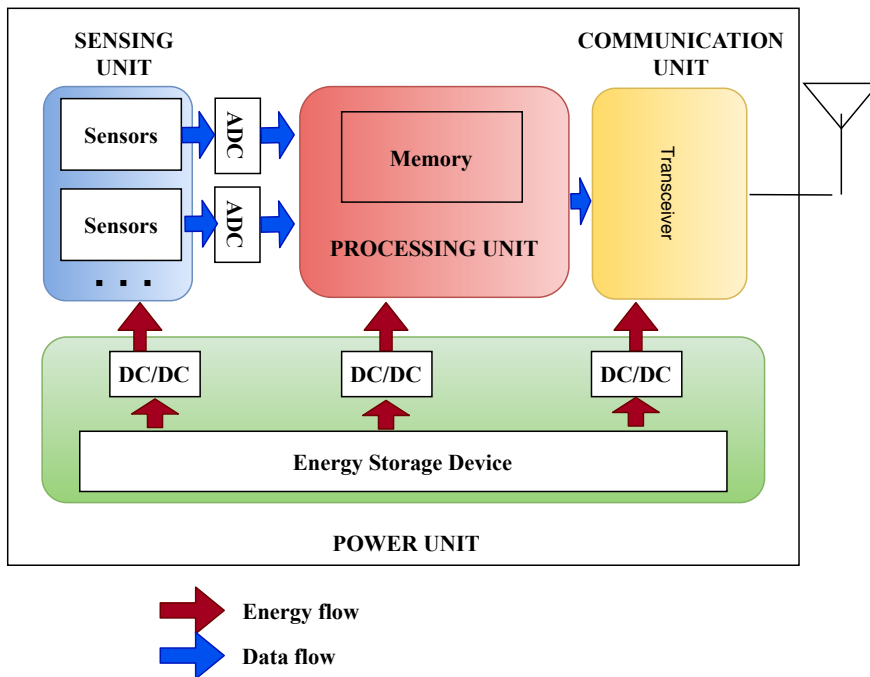 SENSING
UNIT
COMMUNICATION
UNIT
Sensors
ADC
Memory
Transceiver
Sensors
ADC
PROCESSING UNIT
. . .
DC/DC
DC/DC
DC/DC
Energy Storage Device
POWER UNIT
Energy flow
Data flow